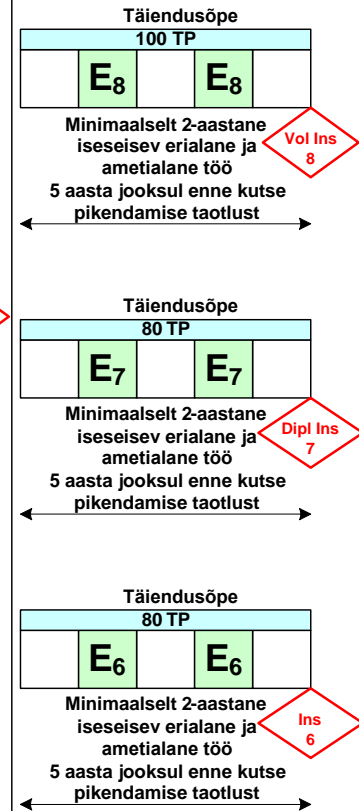 Täiendusõpe
100 TP
E8 E8
Minimaalselt 2-aastane
iseseisev erialane ja
ametialane töö
5 aasta jooksul enne kutse
pikendamise taotlust
Vol Ins
8
Täiendusõpe
80 TP
E7 E7
Minimaalselt 2-aastane
iseseisev erialane ja
ametialane töö
5 aasta jooksul enne kutse
pikendamise taotlust
Dipl Ins
7
Täiendusõpe
80 TP
E6 E6
Minimaalselt 2-aastane
iseseisev erialane ja
ametialane töö
5 aasta jooksul enne kutse
pikendamise taotlust
Ins
6